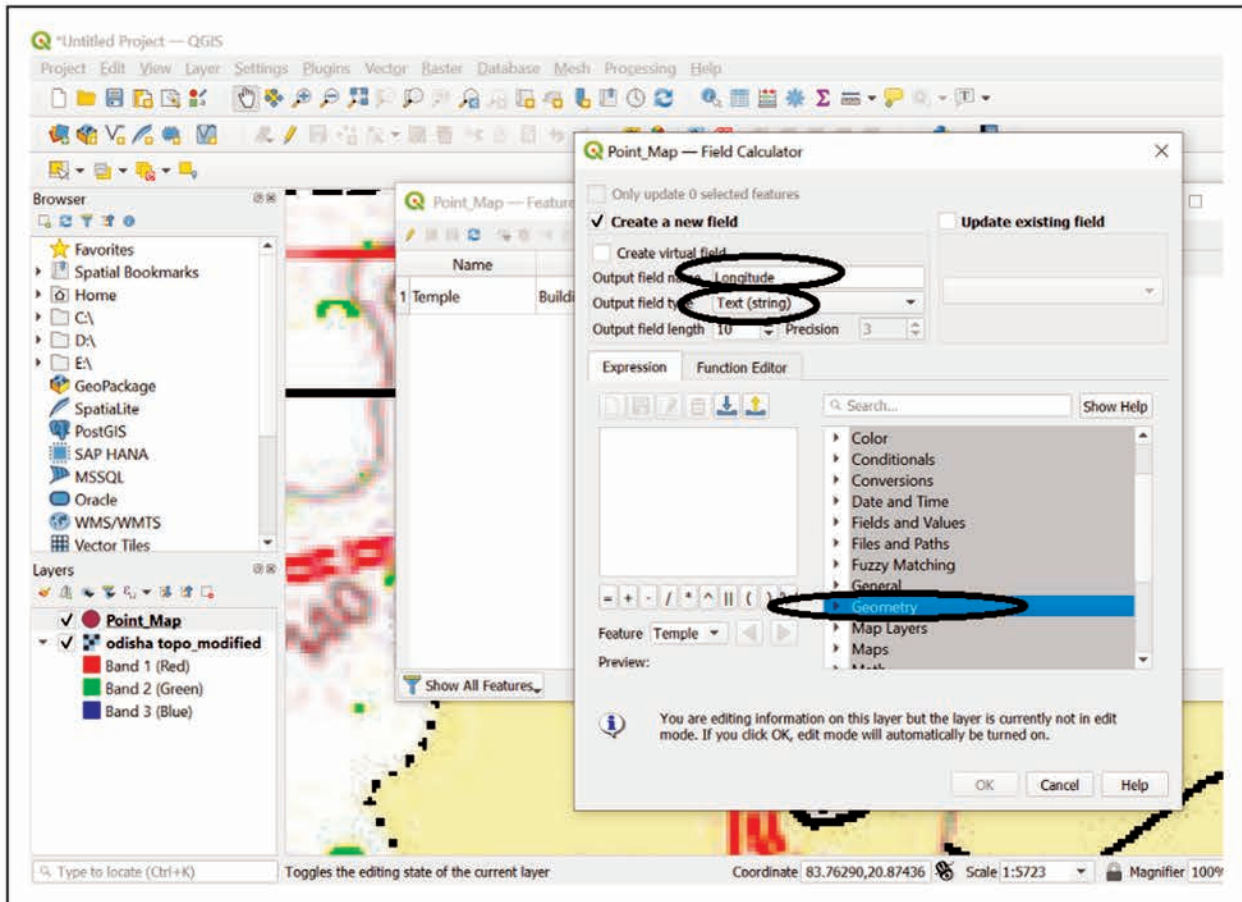 *Untitled Project — QGIS
Project Edit View Layer Settings Plugins Vector Raster Database Mesh Processing Help
Browser
Favorites
Spatial Bookmarks
Home
C:\
D:\
E:\
GeoPackage
SpatiaLite
PostGIS
SAP HANA
MSSQL
Oracle
WMS/WMTS
Vector Tiles
Layers
Point_Map
odisha topo_modified
Band 1 (Red)
Band 2 (Green)
Band 3 (Blue)
Point_Map — Feature
Name
1 Temple Buildi
Show All Features
Point_Map — Field Calculator
Only update 0 selected features
Create a new field
Update existing field
Create virtual field
Output field name Longitude
Output field type Text (string)
Output field length 10 Precision 3
Expression Function Editor
Search... Show Help
Color
Conditionals
Conversions
Date and Time
Fields and Values
Files and Paths
Fuzzy Matching
General
Geometry
Map Layers
Maps
Math
= + - / * ^ || ( )
Feature Temple
Preview:
You are editing information on this layer but the layer is currently not in edit
mode. If you click OK, edit mode will automatically be turned on.
OK Cancel Help
Type to locate (Ctrl+K) Toggles the editing state of the current layer Coordinate 83.76290,20.87436 Scale 1:5723 Magnifier 100%